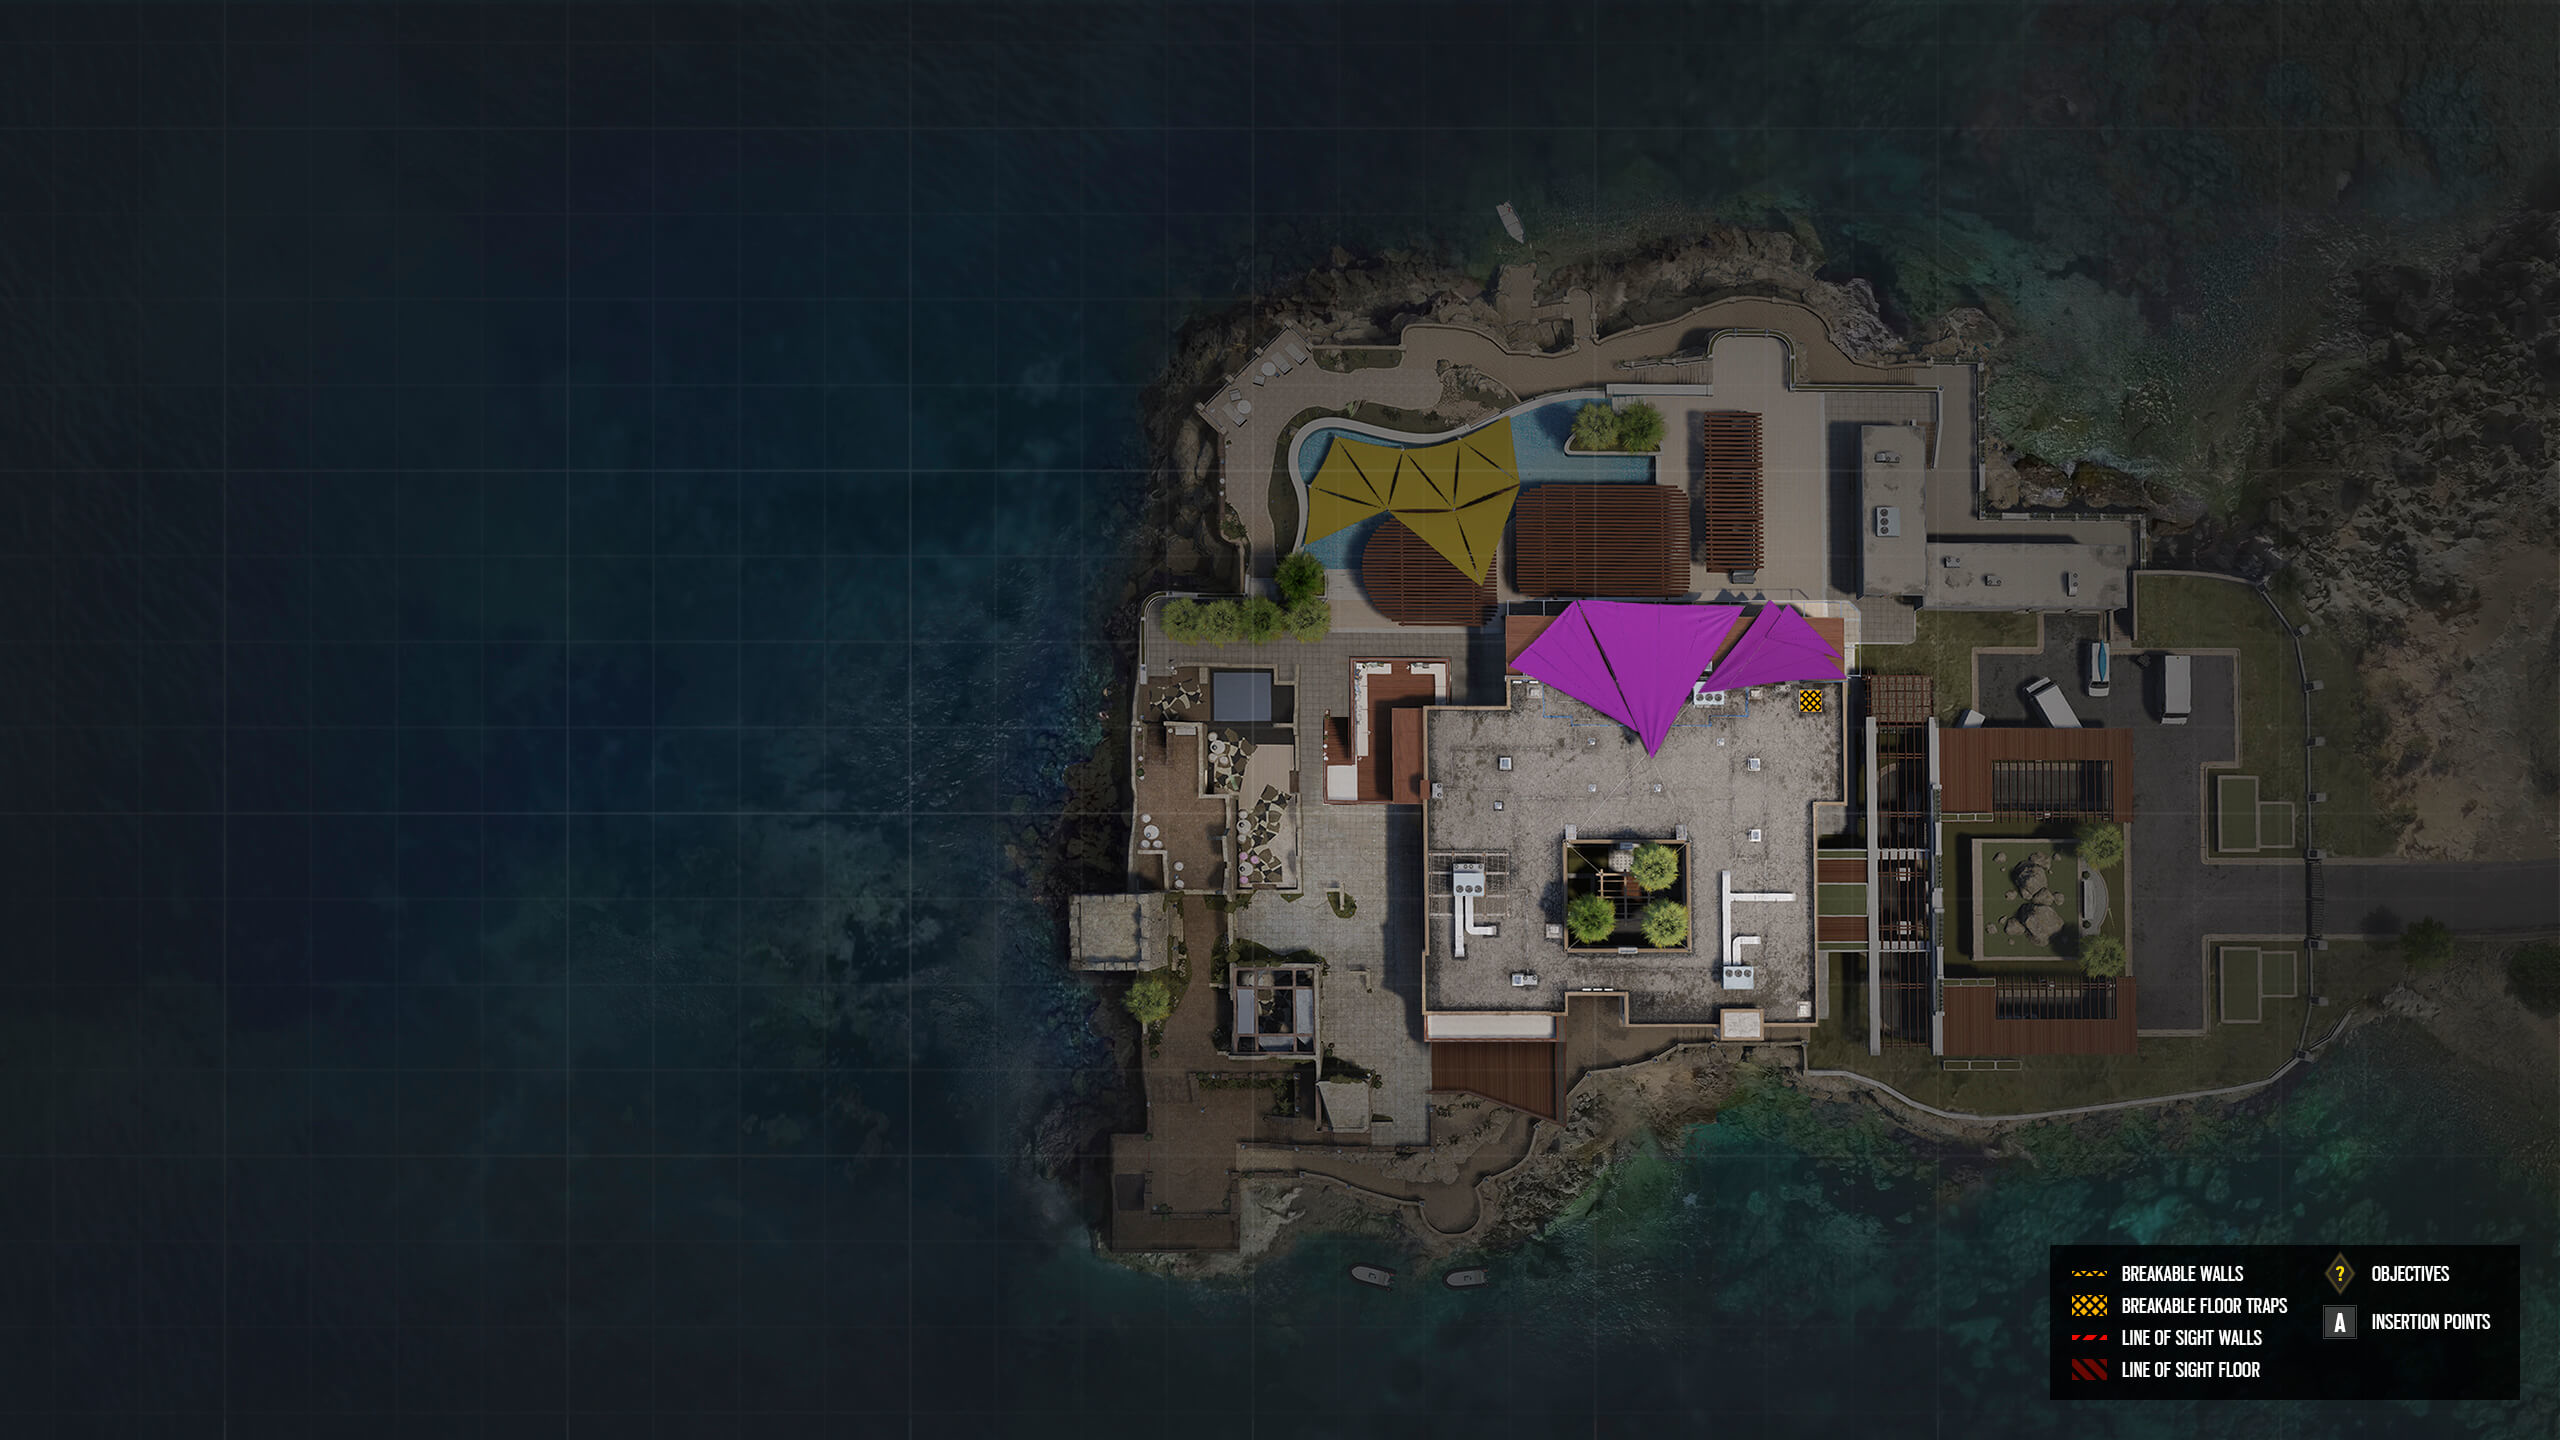 BREAKABLE WALLS
BREAKABLE FLOOR TRAPS
LINE OF SIGHT WALLS
LINE OF SIGHT FLOOR
? OBJECTIVES
A INSERTION POINTS